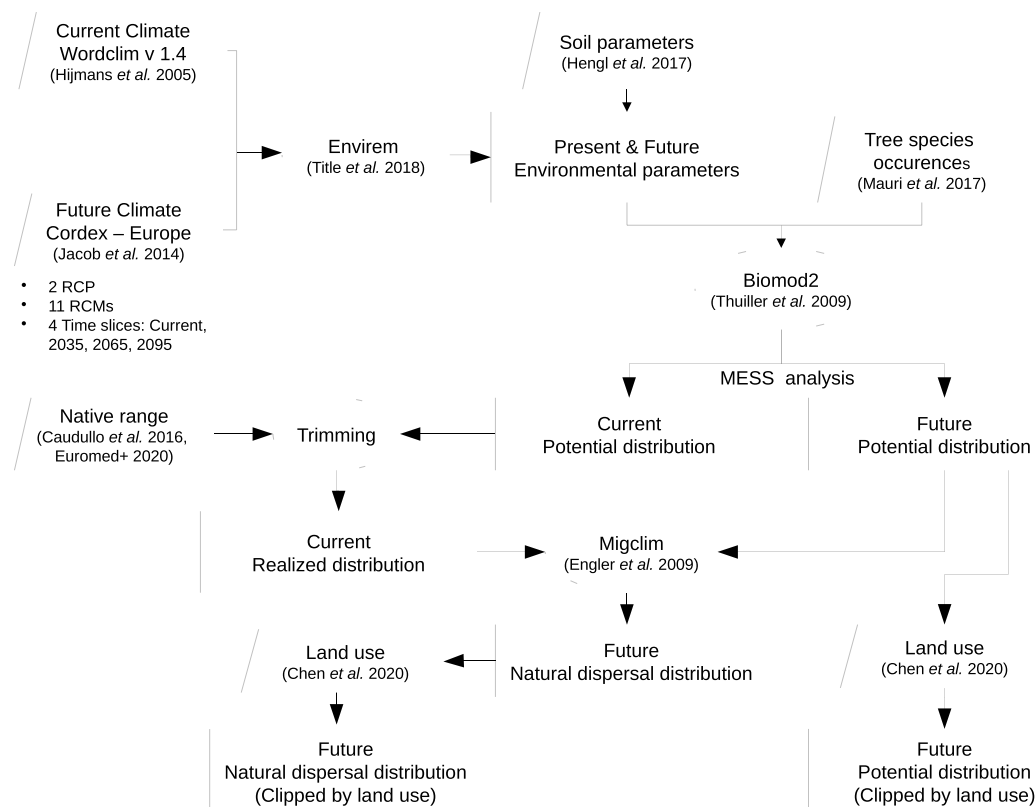 Current Climate
Wordclim v 1.4
(Hijmans et al. 2005)
Soil parameters
(Hengl et al. 2017)
Envirem
(Title et al. 2018)
Present & Future
Environmental parameters
Tree species
occurences
(Mauri et al. 2017)
Future Climate
Cordex – Europe
(Jacob et al. 2014)
• 2 RCP
• 11 RCMs
• 4 Time slices: Current,
2035, 2065, 2095
Biomod2
(Thuiller et al. 2009)
MESS analysis
Native range
(Caudullo et al. 2016,
Euromed+ 2020)
Trimming
Current
Potential distribution
Future
Potential distribution
Current
Realized distribution
Migclim
(Engler et al. 2009)
Land use
(Chen et al. 2020)
Future
Natural dispersal distribution
Land use
(Chen et al. 2020)
Future
Natural dispersal distribution
(Clipped by land use)
Future
Potential distribution
(Clipped by land use)